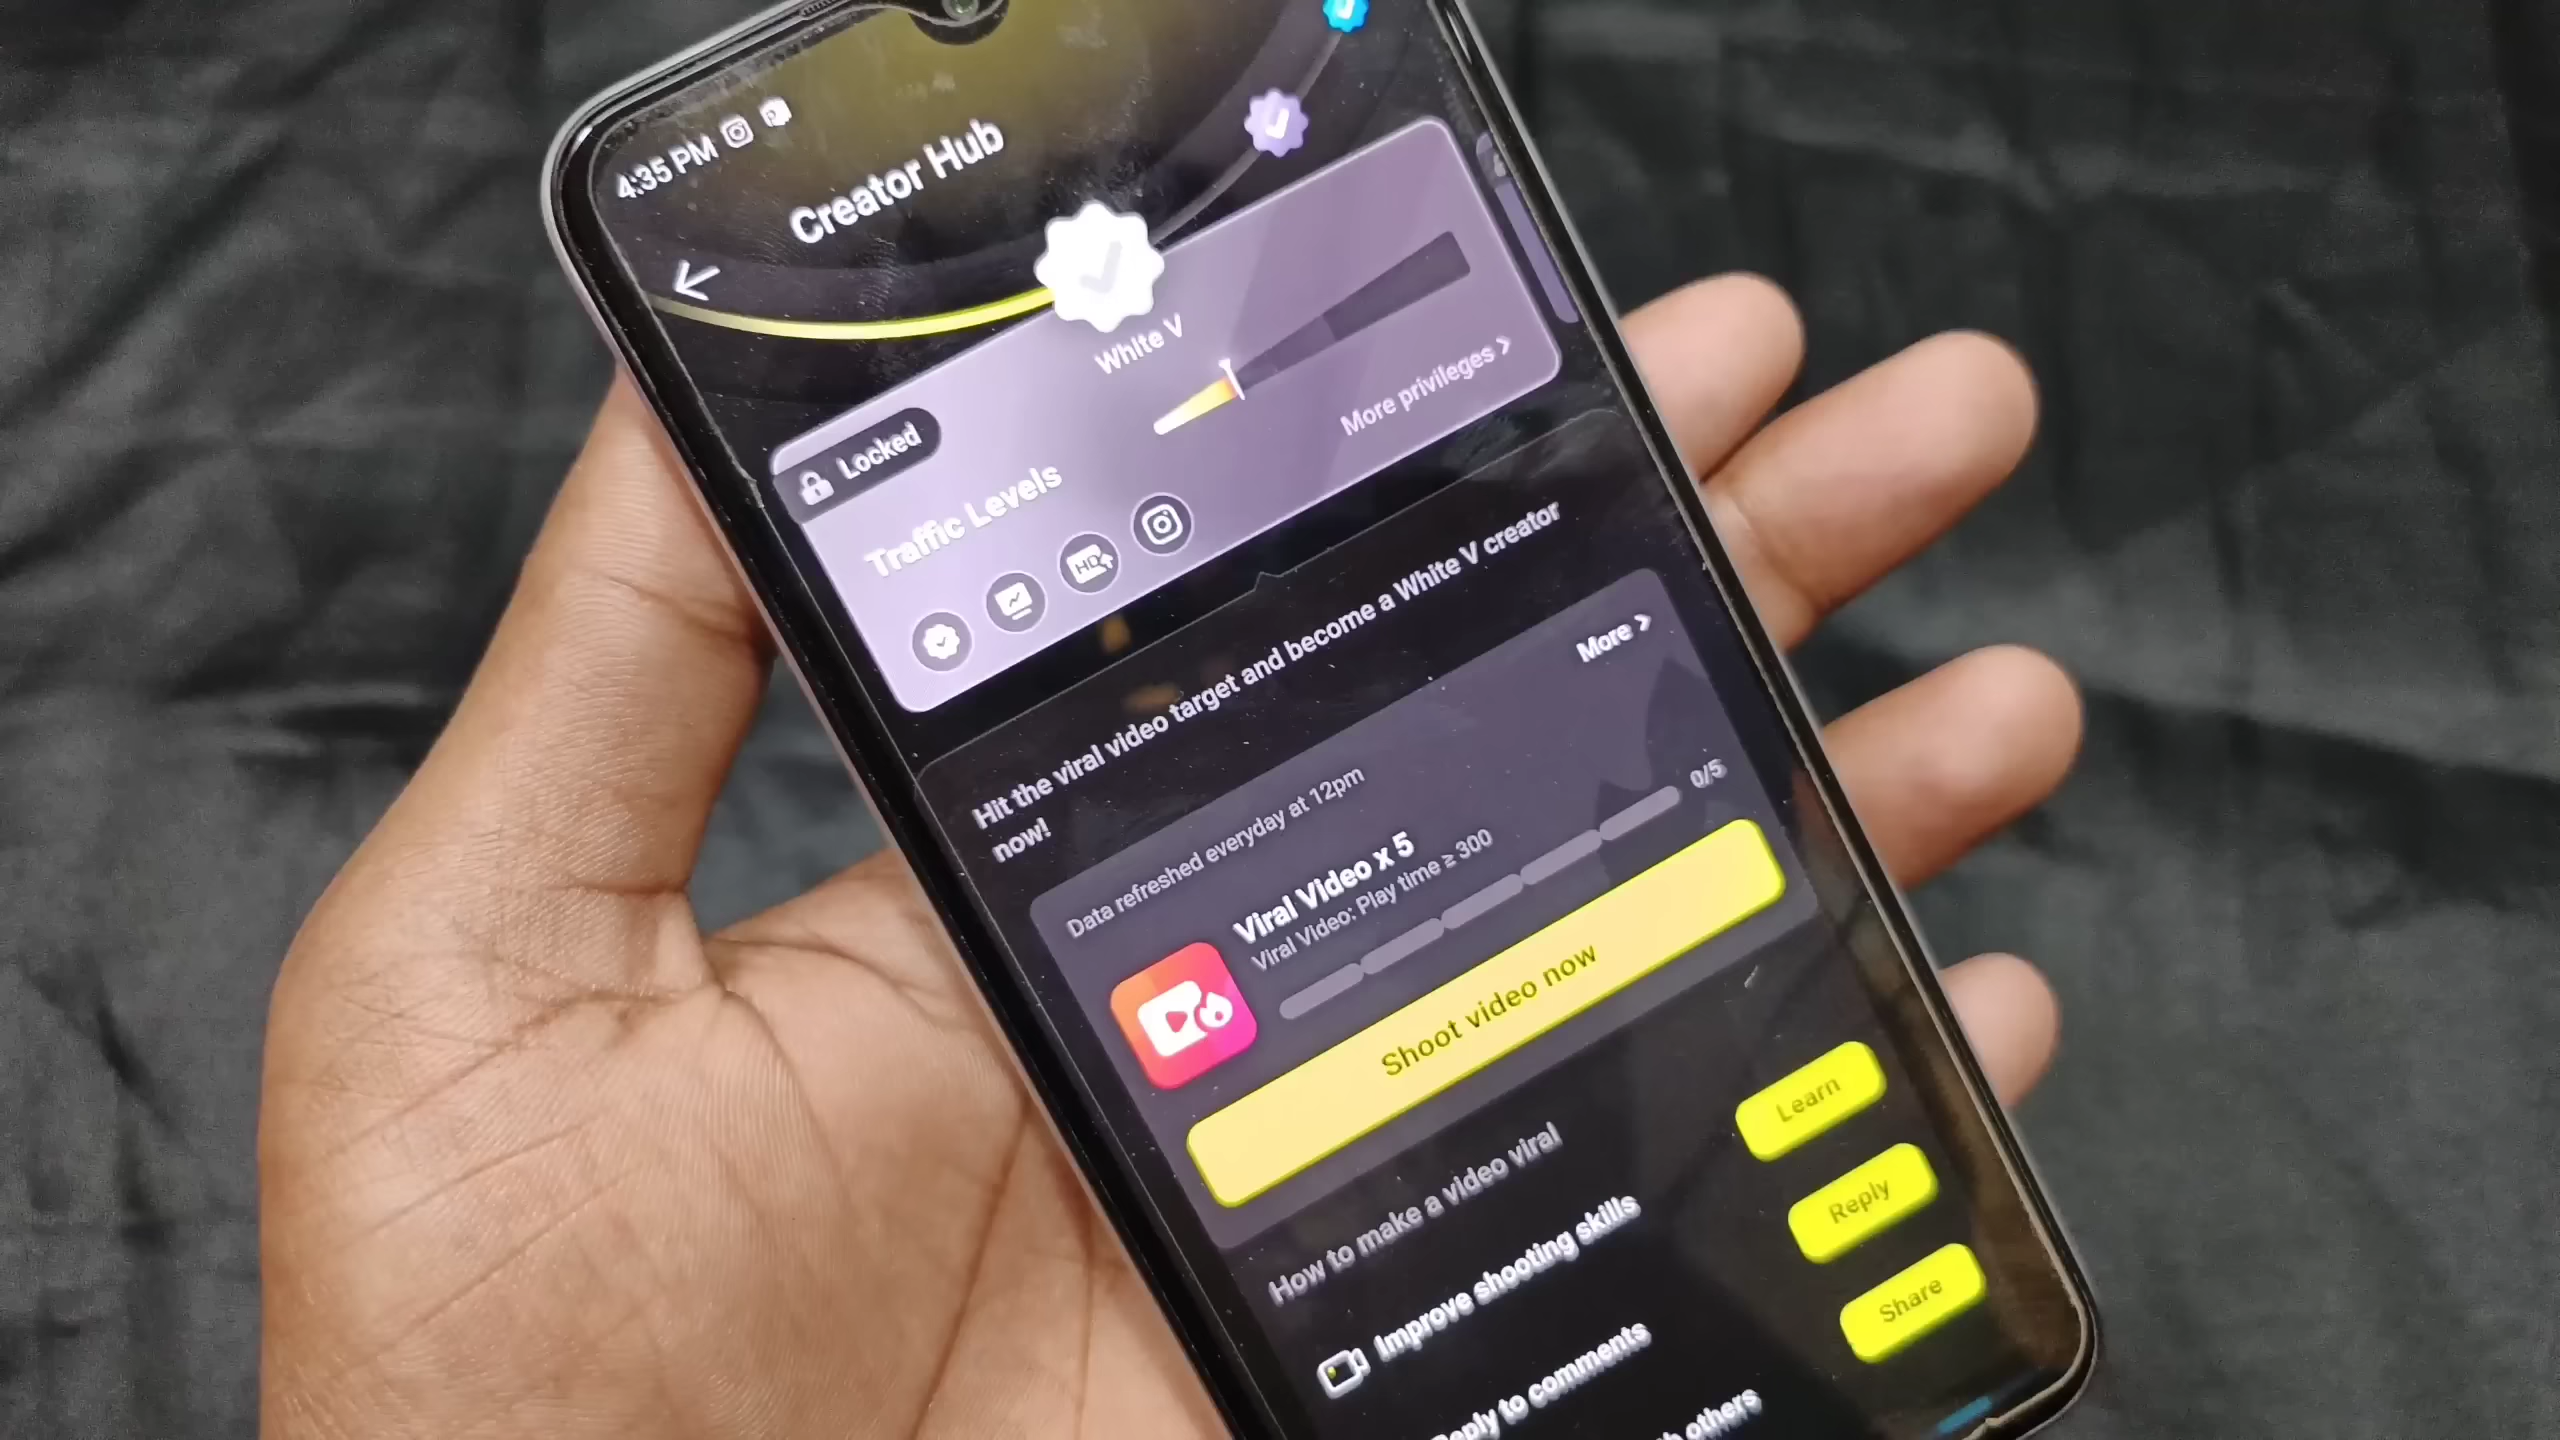 4:35 PM
Creator Hub
White V
Locked
Traffic Levels
More privileges >
HD
Hit the viral video target and become a White V creator
now!
More >
Data refreshed everyday at 12pm
Viral Video x 5
Viral Video: Play time ≥ 300
0/5
Shoot video now
How to make a video viral
Improve shooting skills
Learn
Reply to comments
Reply
others
Share